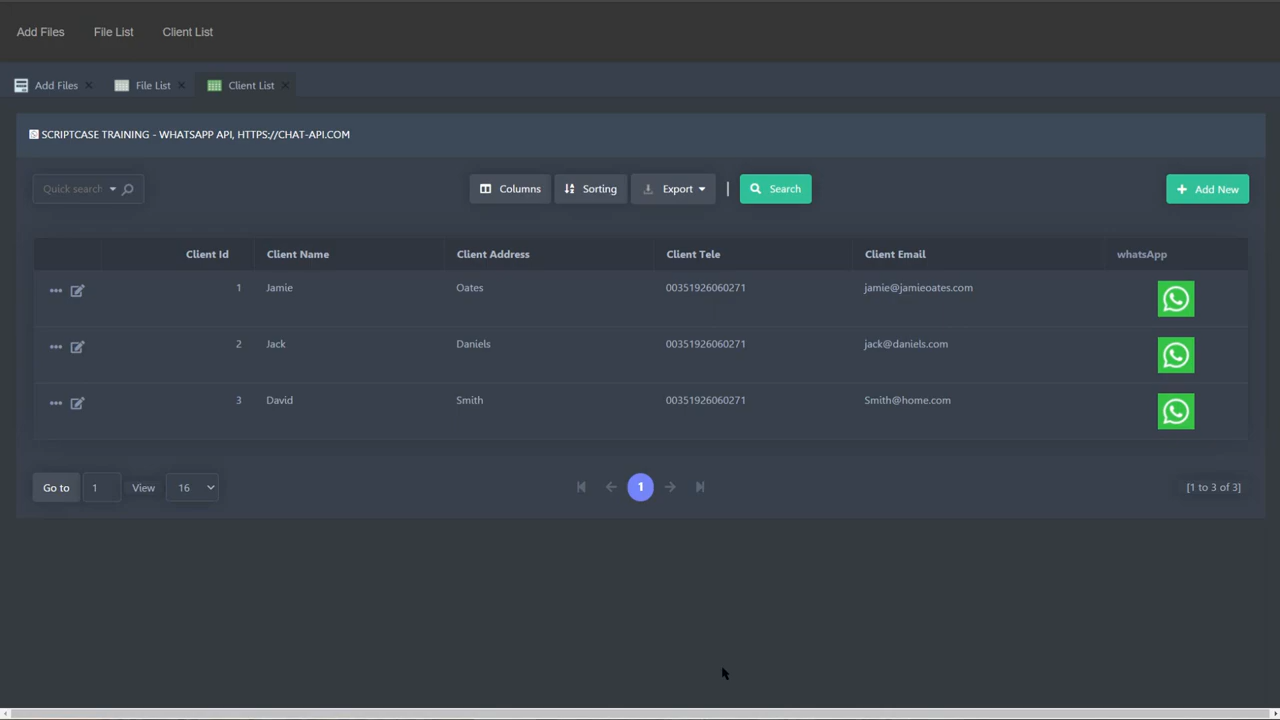 Add Files File List Client List
Add Files File List Client List
SCRIPTCASE TRAINING - WHATSAPP API, HTTPS://CHAT-API.COM
Quick search Columns Sorting Export | Search Add New
Client Id Client Name Client Address Client Tele Client Email whatsApp
1 Jamie Oates 00351926060271 jamie@jamieoates.com
2 Jack Daniels 00351926060271 jack@daniels.com
3 David Smith 00351926060271 Smith@home.com
Go to 1 View 16 1 [1 to 3 of 3]